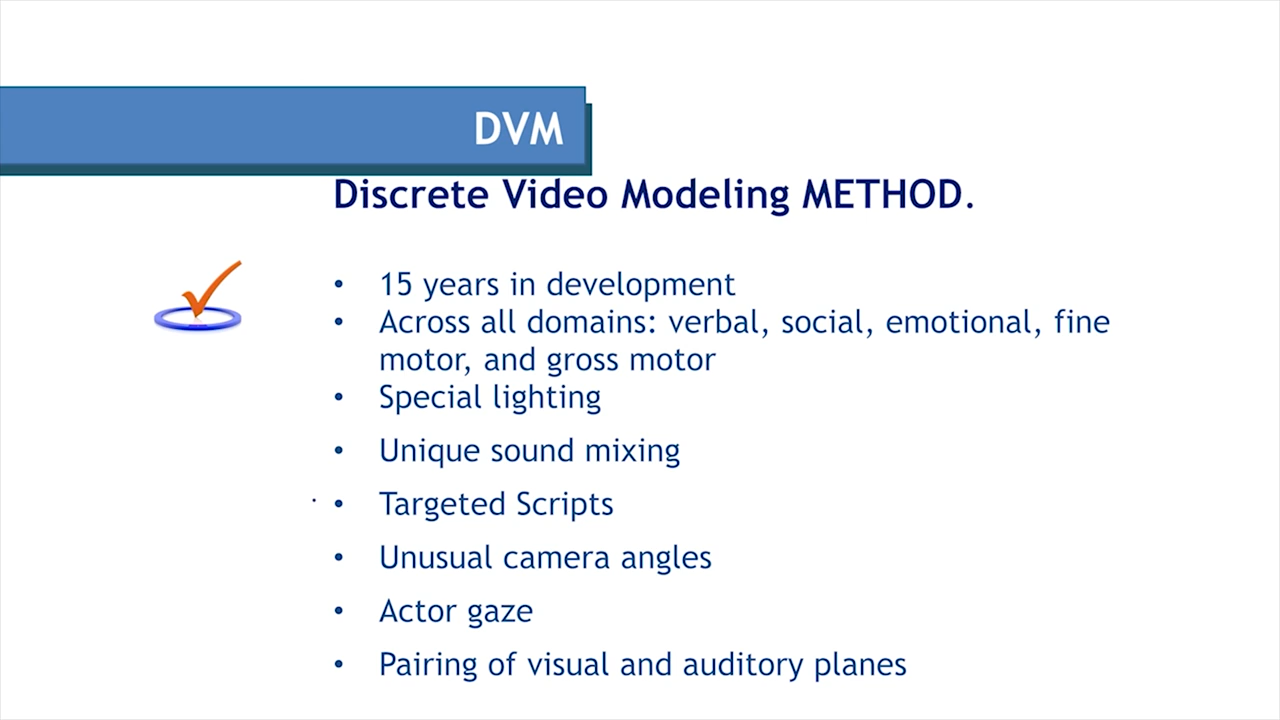 DVM
Discrete Video Modeling METHOD.
• 15 years in development
• Across all domains: verbal, social, emotional, fine
motor, and gross motor
• Special lighting
• Unique sound mixing
• Targeted Scripts
• Unusual camera angles
• Actor gaze
• Pairing of visual and auditory planes